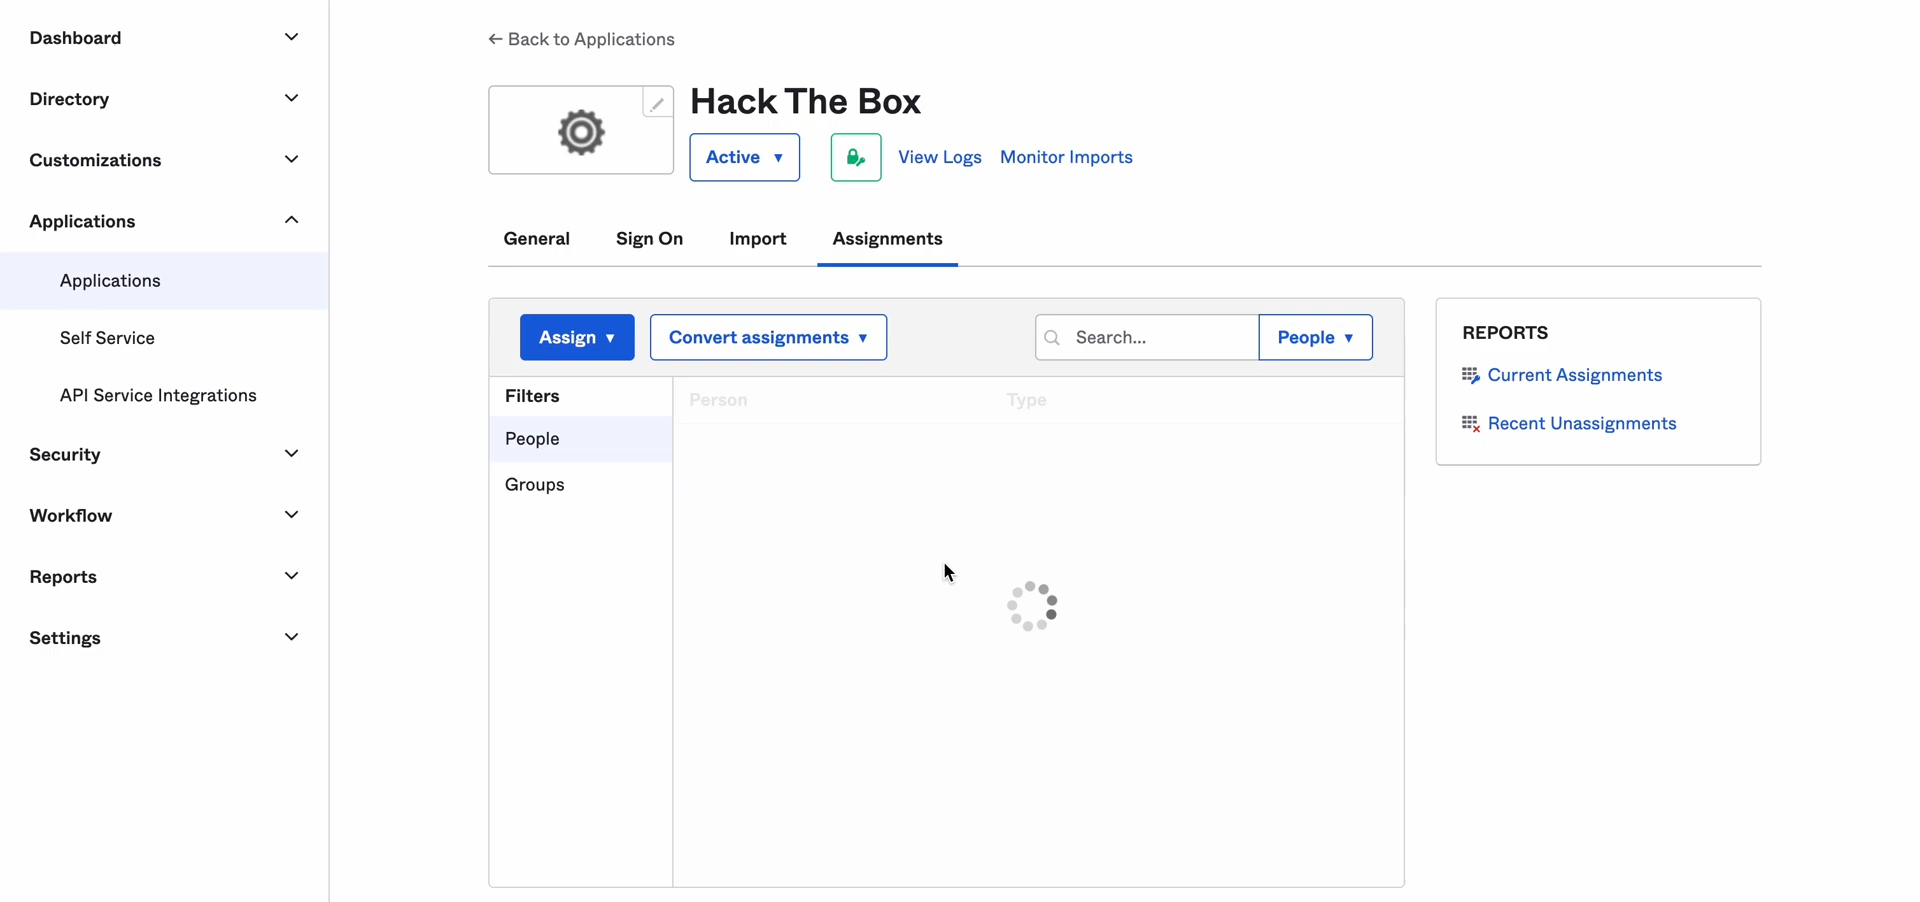 Dashboard
Directory
Customizations
Applications
Applications
Self Service
API Service Integrations
Security
Workflow
Reports
Settings
← Back to Applications
Hack The Box
Active ▼
View Logs
Monitor Imports
General
Sign On
Import
Assignments
Assign ▼
Convert assignments ▼
Search...
People ▼
Filters
People
Groups
Person
Type
REPORTS
Current Assignments
Recent Unassignments